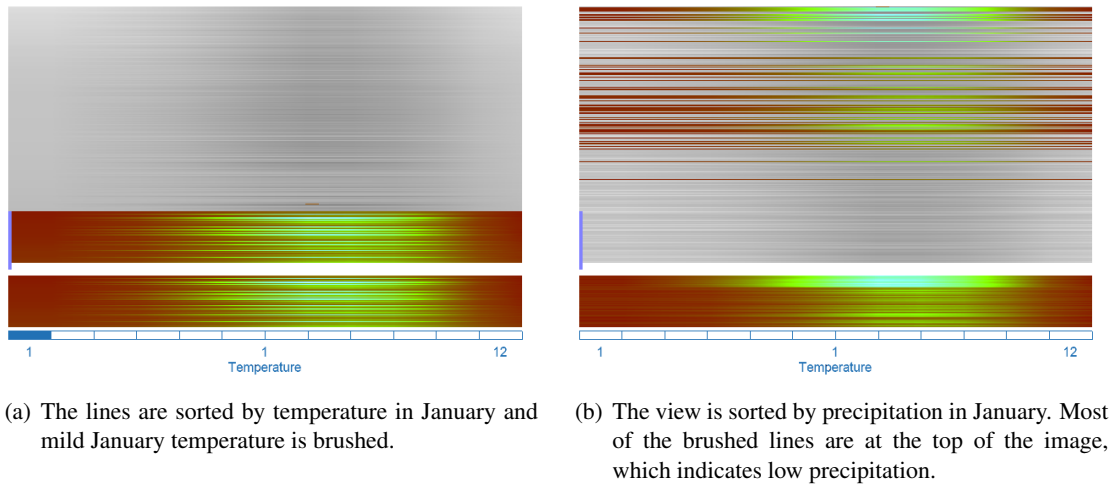 1 1 12
Temperature
1 1 12
Temperature
(a) The lines are sorted by temperature in January and
mild January temperature is brushed.
(b) The view is sorted by precipitation in January. Most
of the brushed lines are at the top of the image,
which indicates low precipitation.